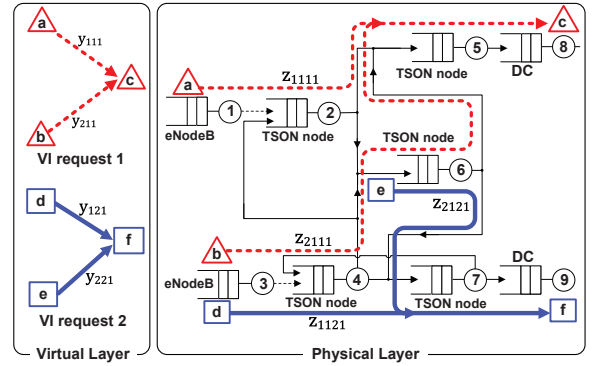 a
y₁₁₁
c
b
y₂₁₁
VI request 1
d
y₁₂₁
f
e
y₂₂₁
VI request 2
Virtual Layer
c
5
8
TSON node
DC
z₁₁₁₁
a
1
2
eNodeB
TSON node
TSON node
6
e
z₂₁₂₁
z₂₁₁₁
b
DC
eNodeB
3
4
7
9
TSON node
TSON node
d
f
z₁₁₂₁
Physical Layer